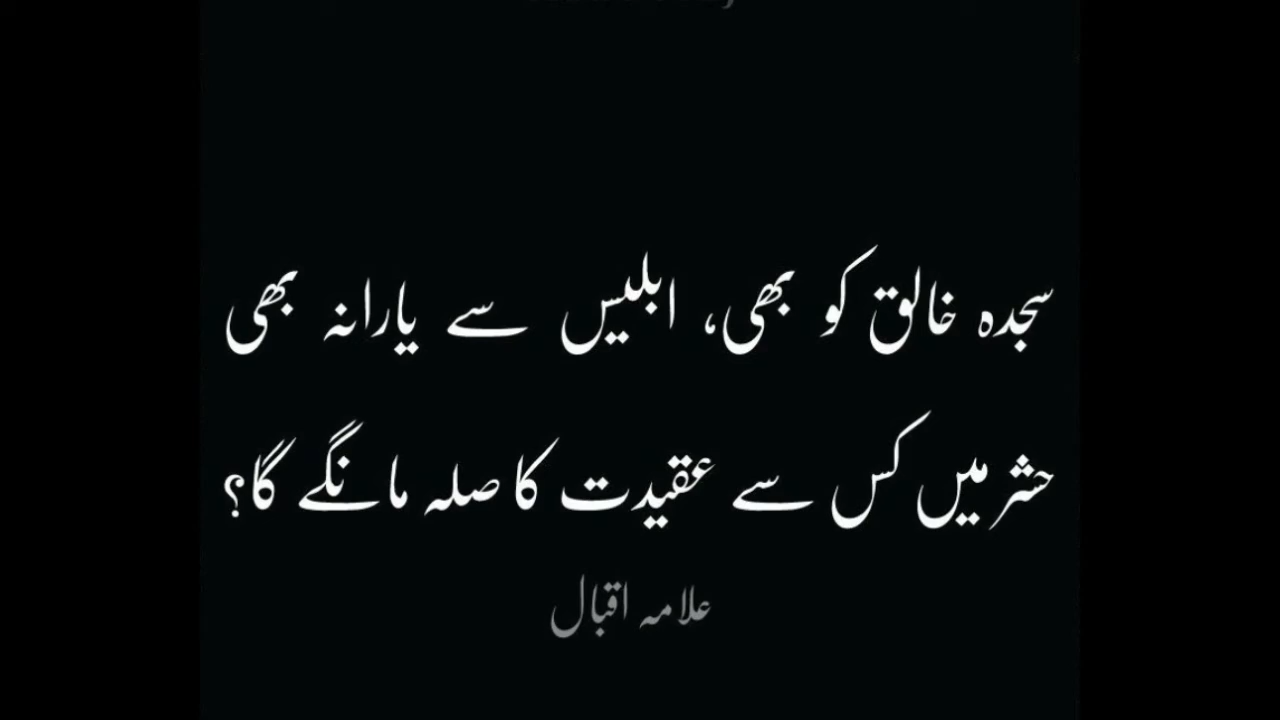 سجدہ خالق کو بھی، ابلیس سے یارانہ بھی
حشر میں کس سے عقیدت کا صلہ مانگے گا؟
علامہ اقبال